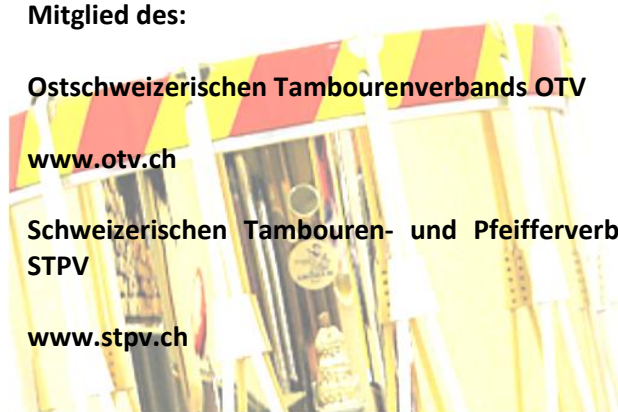 Mitglied des:
Ostschweizerischen Tambourenverbands OTV
www.otv.ch
Schweizerischen Tambouren- und Pfeifferverb
STPV
www.stpv.ch